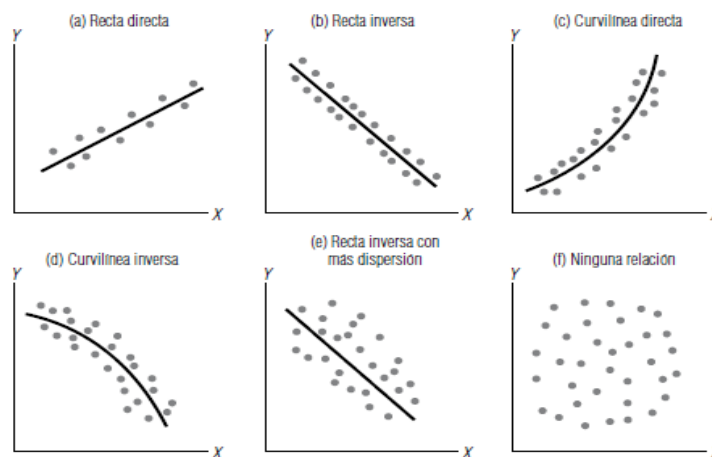 (a) Recta directa
(b) Recta inversa
(c) Curvilínea directa
Y
Y
Y
X
X
(d) Curvilínea inversa
(e) Recta inversa con
más dispersión
(f) Ninguna relación
Y
Y
Y
X
X